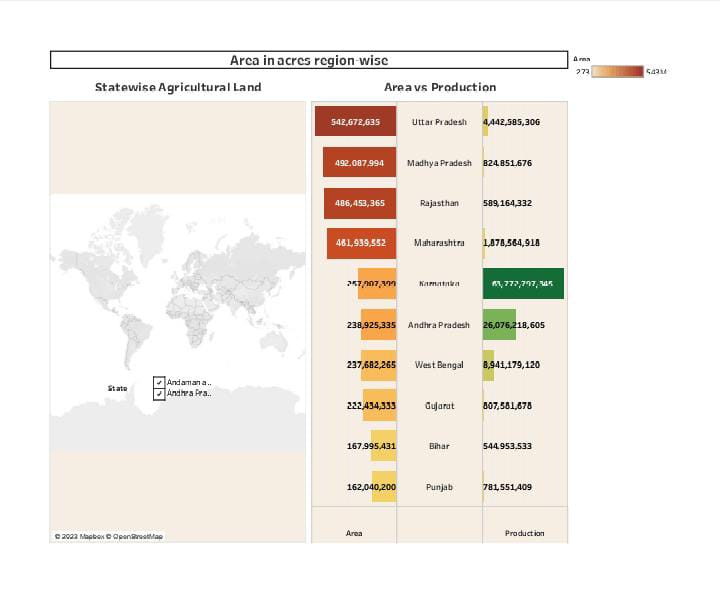 Area in acres region-wise
Area
273 543M
Statewise Agricultural Land
Area vs Production
542,672,635 Uttar Pradesh 4,442,585,306
492,087,994 Madhya Pradesh 824,851,676
486,453,365 Rajasthan 589,164,332
461,939,552 Maharashtra 1,878,564,918
257,907,399 Karnataka 63,772,797,345
238,925,335 Andhra Pradesh 26,076,218,605
237,682,265 West Bengal 8,941,179,120
222,434,333 Gujarat 807,581,678
167,995,431 Bihar 544,953,533
162,040,200 Punjab 781,551,409
State
Andaman a..
Andhra Pra..
Area Production
© 2023 Mapbox © OpenStreetMap